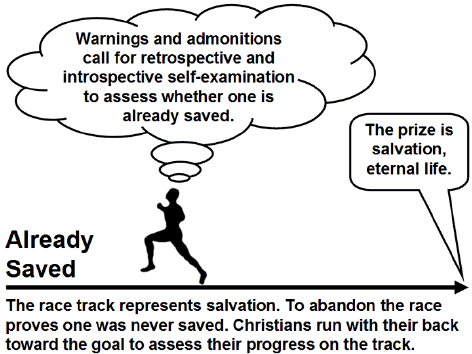 Warnings and admonitions
call for retrospective and
introspective self-examination
to assess whether one is
already saved.
The prize is
salvation,
eternal life.
Already
Saved
The race track represents salvation. To abandon the race
proves one was never saved. Christians run with their back
toward the goal to assess their progress on the track.